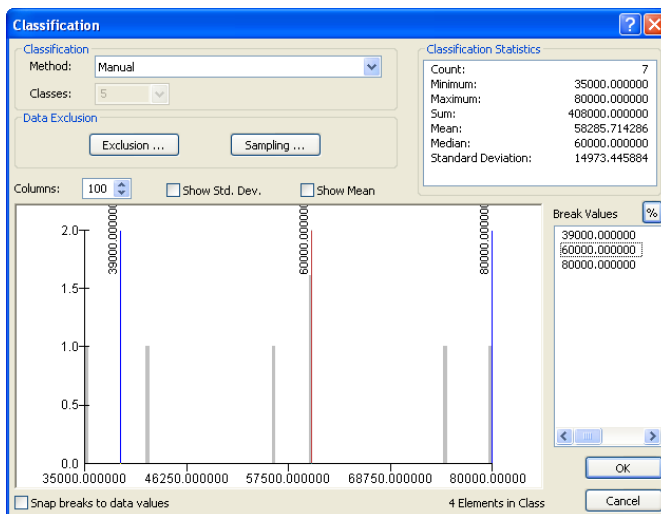 Classification
Classification
Method: Manual
Classes: 5
Data Exclusion
Exclusion ...
Sampling ...
Classification Statistics
Count: 7
Minimum: 35000.000000
Maximum: 80000.000000
Sum: 408000.000000
Mean: 58285.714286
Median: 60000.000000
Standard Deviation: 14973.445884
Columns: 100
Show Std. Dev.
Show Mean
Break Values
%
39000.000000
60000.000000
80000.000000
39000.000000
60000.000000
80000.000000
2.0
1.5
1.0
0.5
0.0
35000.000000 46250.000000 57500.000000 68750.000000 80000.00000
Snap breaks to data values
4 Elements in Class
OK
Cancel